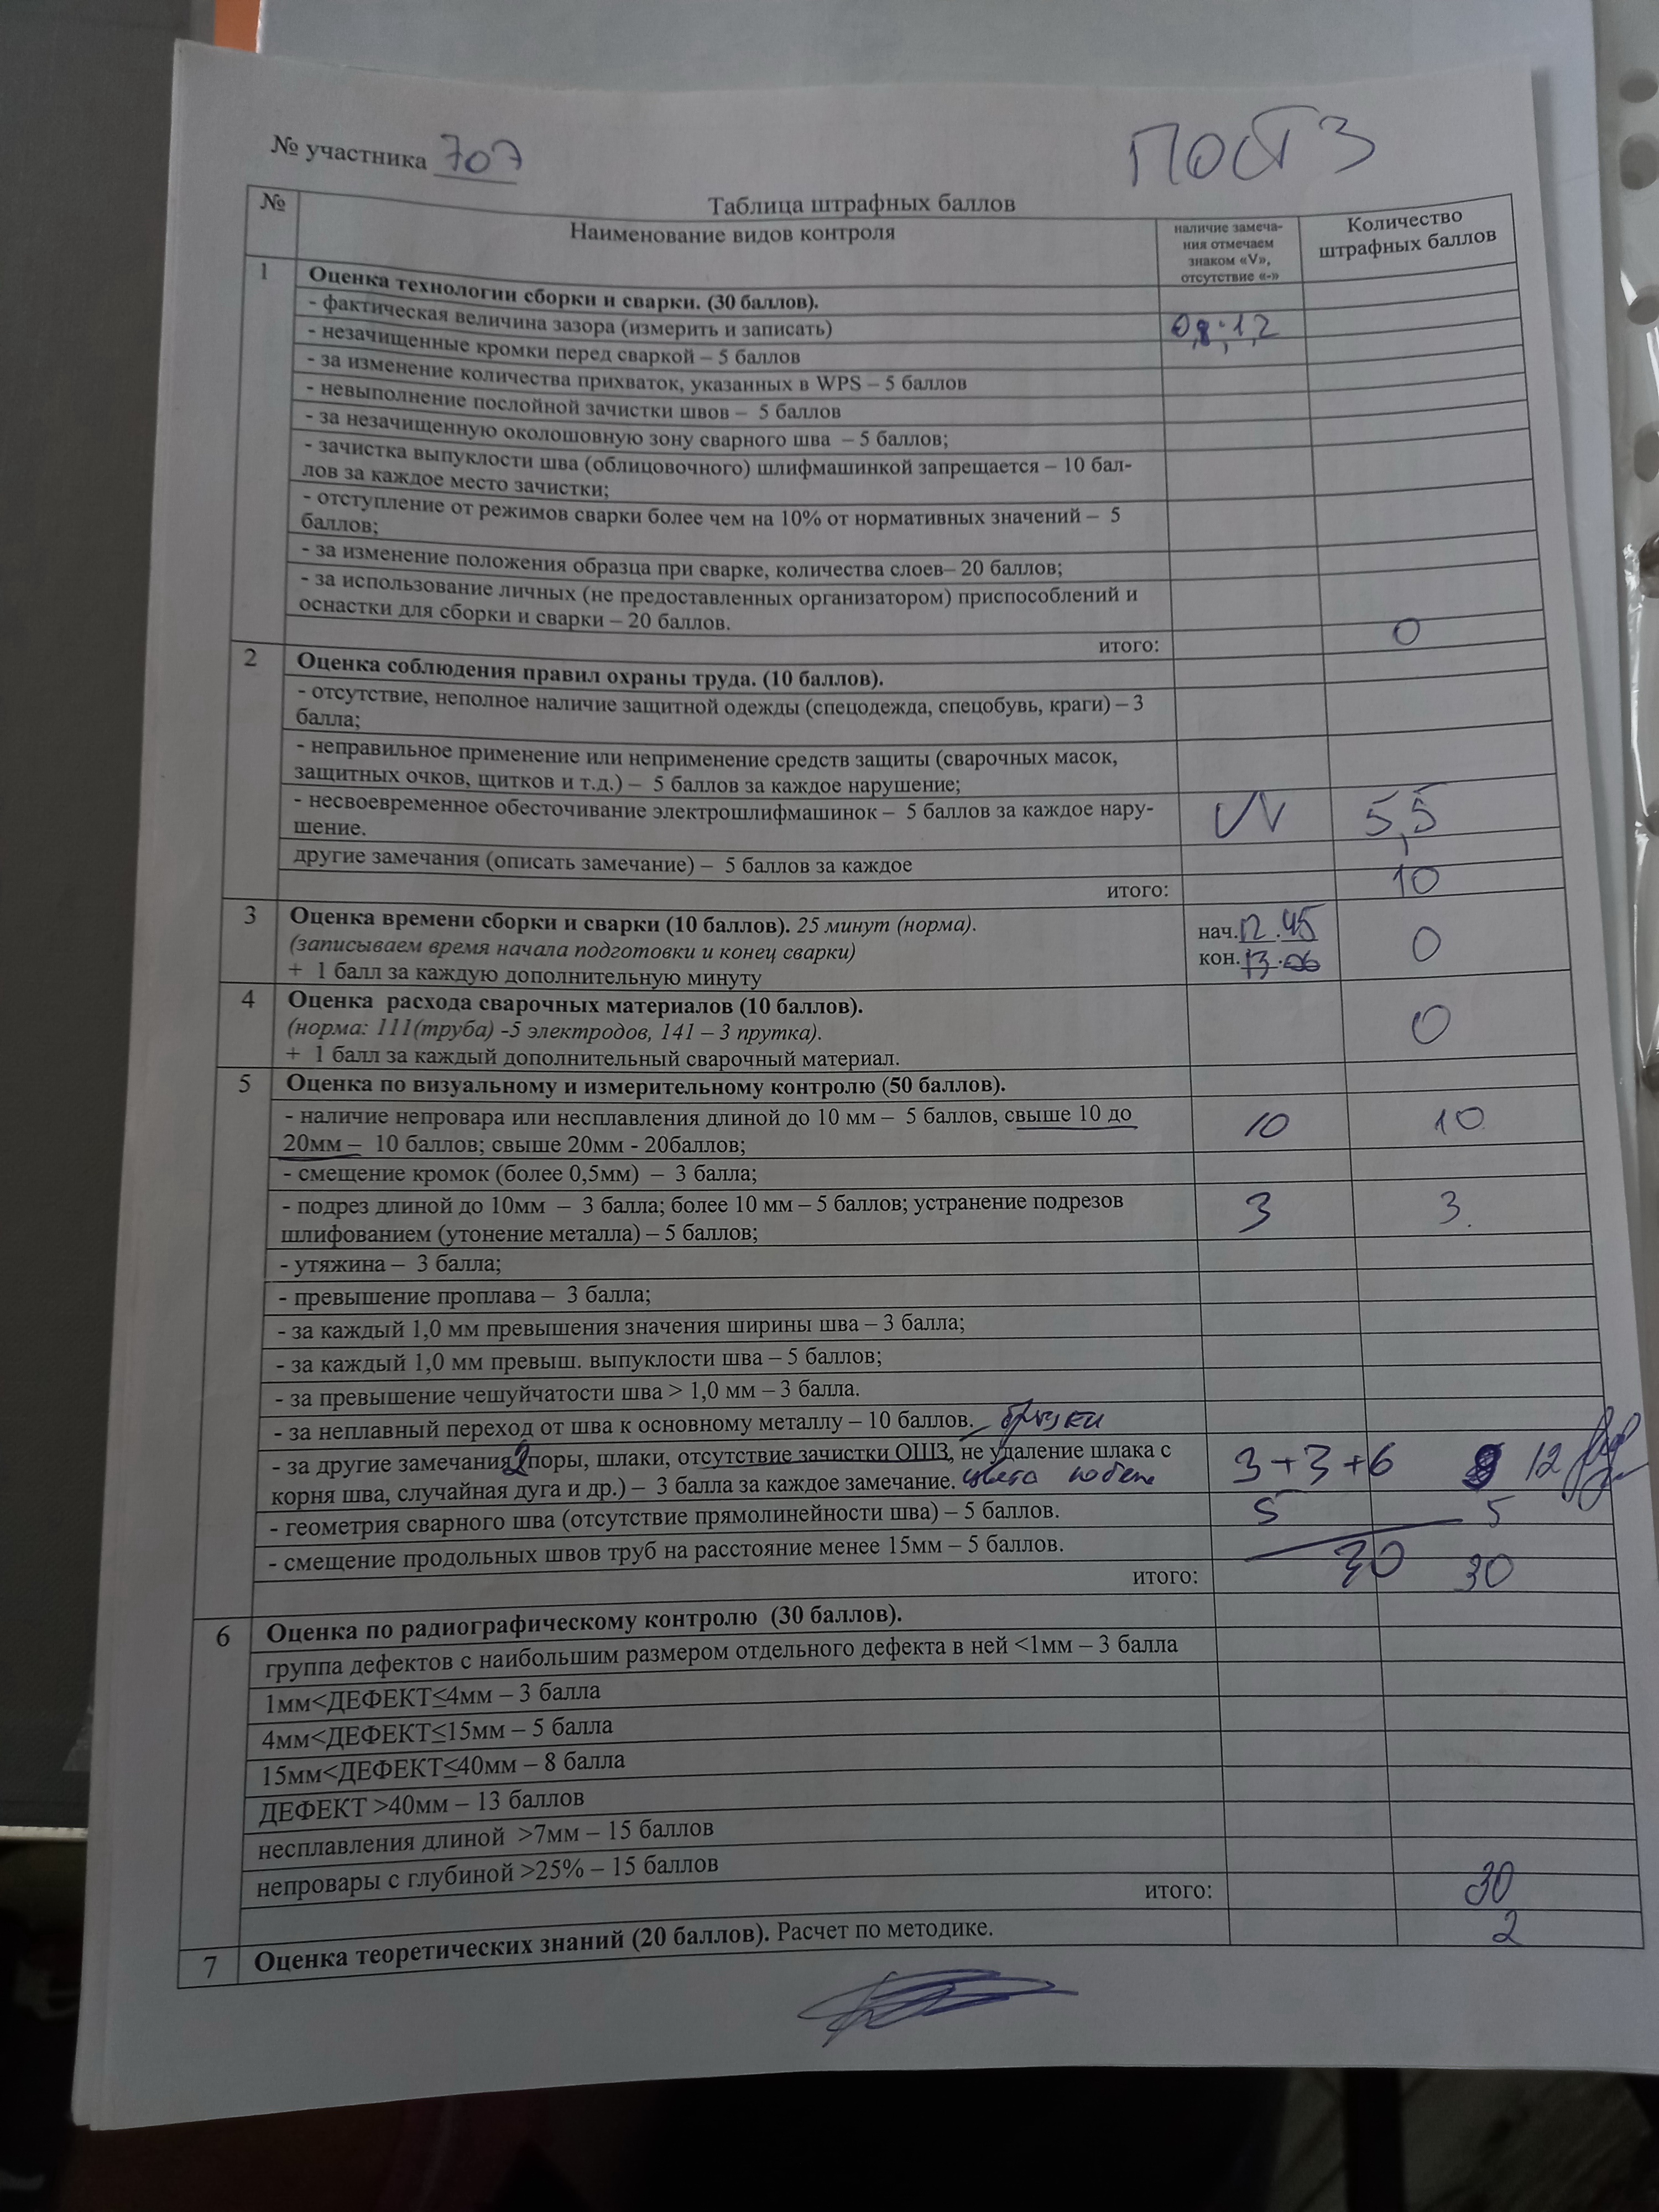 № участника 707
ПОСТ 3
Таблица штрафных баллов
№ Наименование видов контроля наличие замеча-
ния отмечаем
знаком «V»,
отсутствие «-»
Количество
штрафных баллов
1 Оценка технологии сборки и сварки. (30 баллов).
- фактическая величина зазора (измерить и записать) 0,8; 1,2
- незачищенные кромки перед сваркой – 5 баллов
- за изменение количества прихваток, указанных в WPS – 5 баллов
- невыполнение послойной зачистки швов – 5 баллов
- за незачищенную околошовную зону сварного шва – 5 баллов;
- зачистка выпуклости шва (облицовочного) шлифмашинкой запрещается – 10 бал-
лов за каждое место зачистки;
- отступление от режимов сварки более чем на 10% от нормативных значений – 5
баллов;
- за изменение положения образца при сварке, количества слоев– 20 баллов;
- за использование личных (не предоставленных организатором) приспособлений и
оснастки для сборки и сварки – 20 баллов.
итого: 0
2 Оценка соблюдения правил охраны труда. (10 баллов).
- отсутствие, неполное наличие защитной одежды (спецодежда, спецобувь, краги) – 3
балла;
- неправильное применение или неприменение средств защиты (сварочных масок,
защитных очков, щитков и т.д.) – 5 баллов за каждое нарушение;
- несвоевременное обесточивание электрошлифмашинок – 5 баллов за каждое нару-
шение. VV 5,5
другие замечания (описать замечание) – 5 баллов за каждое
итого: 10
3 Оценка времени сборки и сварки (10 баллов). 25 минут (норма).
(записываем время начала подготовки и конец сварки)
+ 1 балл за каждую дополнительную минуту
нач. 12.45
кон. 13.06
0
4 Оценка расхода сварочных материалов (10 баллов).
(норма: 111(труба) -5 электродов, 141 – 3 прутка).
+ 1 балл за каждый дополнительный сварочный материал.
0
5 Оценка по визуальному и измерительному контролю (50 баллов).
- наличие непровара или несплавления длиной до 10 мм – 5 баллов, свыше 10 до
20мм – 10 баллов; свыше 20мм - 20баллов; 10 10
- смещение кромок (более 0,5мм) – 3 балла;
- подрез длиной до 10мм – 3 балла; более 10 мм – 5 баллов; устранение подрезов
шлифованием (утонение металла) – 5 баллов; 3 3
- утяжина – 3 балла;
- превышение проплава – 3 балла;
- за каждый 1,0 мм превышения значения ширины шва – 3 балла;
- за каждый 1,0 мм превыш. выпуклости шва – 5 баллов;
- за превышение чешуйчатости шва > 1,0 мм – 3 балла.
- за неплавный переход от шва к основному металлу – 10 баллов. – брызги
- за другие замечания 2 поры, шлаки, отсутствие зачистки ОШЗ, не удаление шлака с
корня шва, случайная дуга и др.) – 3 балла за каждое замечание. цвета побеж 3+3+6 12
- геометрия сварного шва (отсутствие прямолинейности шва) – 5 баллов. 5 5
- смещение продольных швов труб на расстояние менее 15мм – 5 баллов.
итого: 30 30
6 Оценка по радиографическому контролю (30 баллов).
группа дефектов с наибольшим размером отдельного дефекта в ней <1мм – 3 балла
1мм<ДЕФЕКТ≤4мм – 3 балла
4мм<ДЕФЕКТ≤15мм – 5 балла
15мм<ДЕФЕКТ≤40мм – 8 балла
ДЕФЕКТ >40мм – 13 баллов
несплавления длиной >7мм – 15 баллов
непровары с глубиной >25% – 15 баллов
итого: 30
7 Оценка теоретических знаний (20 баллов). Расчет по методике. 2